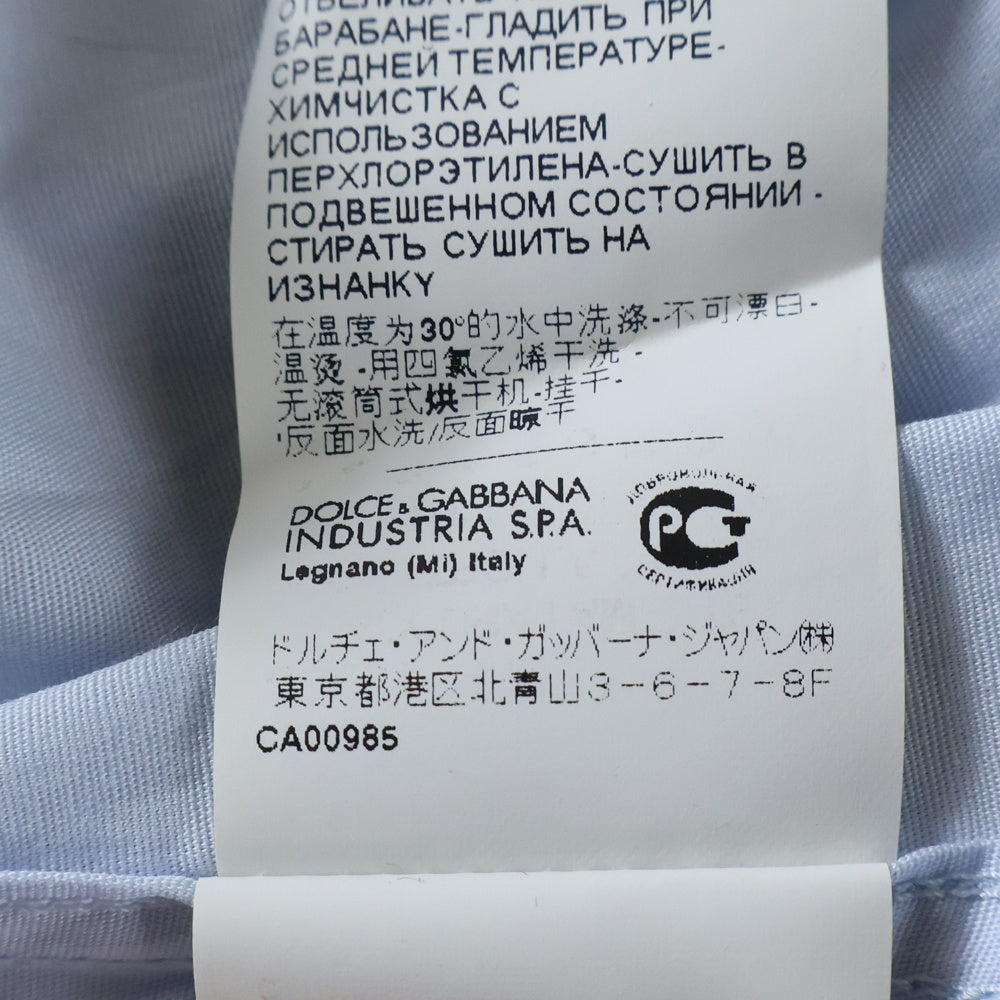 БАРАБАНЕ-ГЛАДИТЬ ПРИ
СРЕДНЕЙ ТЕМПЕРАТУРЕ-
ХИМЧИСТКА С
ИСПОЛЬЗОВАНИЕМ
ПЕРХЛОРЭТИЛЕНА-СУШИТЬ В
ПОДВЕШЕННОМ СОСТОЯНИИ -
СТИРАТЬ СУШИТЬ НА
ИЗНАНКУ
在温度为30°的水中洗涤-不可漂白-
温烫 -用四氯乙烯干洗 -
无滚筒式烘干机-挂干-
'反面水洗/反面晾干
DOLCE & GABBANA
INDUSTRIA S.P.A.
Legnano (Mi) Italy
ДОБРОВОЛЬНАЯ
РСТ
СЕРТИФИКАЦИЯ
ドルチェ・アンド・ガッバーナ・ジャパン㈱
東京都港区北青山3-6-7-8F
CA00985